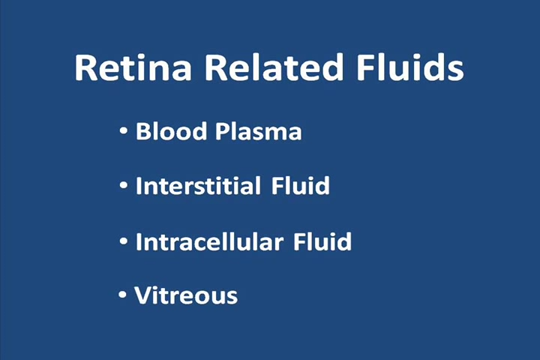 Retina Related Fluids
• Blood Plasma
• Interstitial Fluid
• Intracellular Fluid
• Vitreous